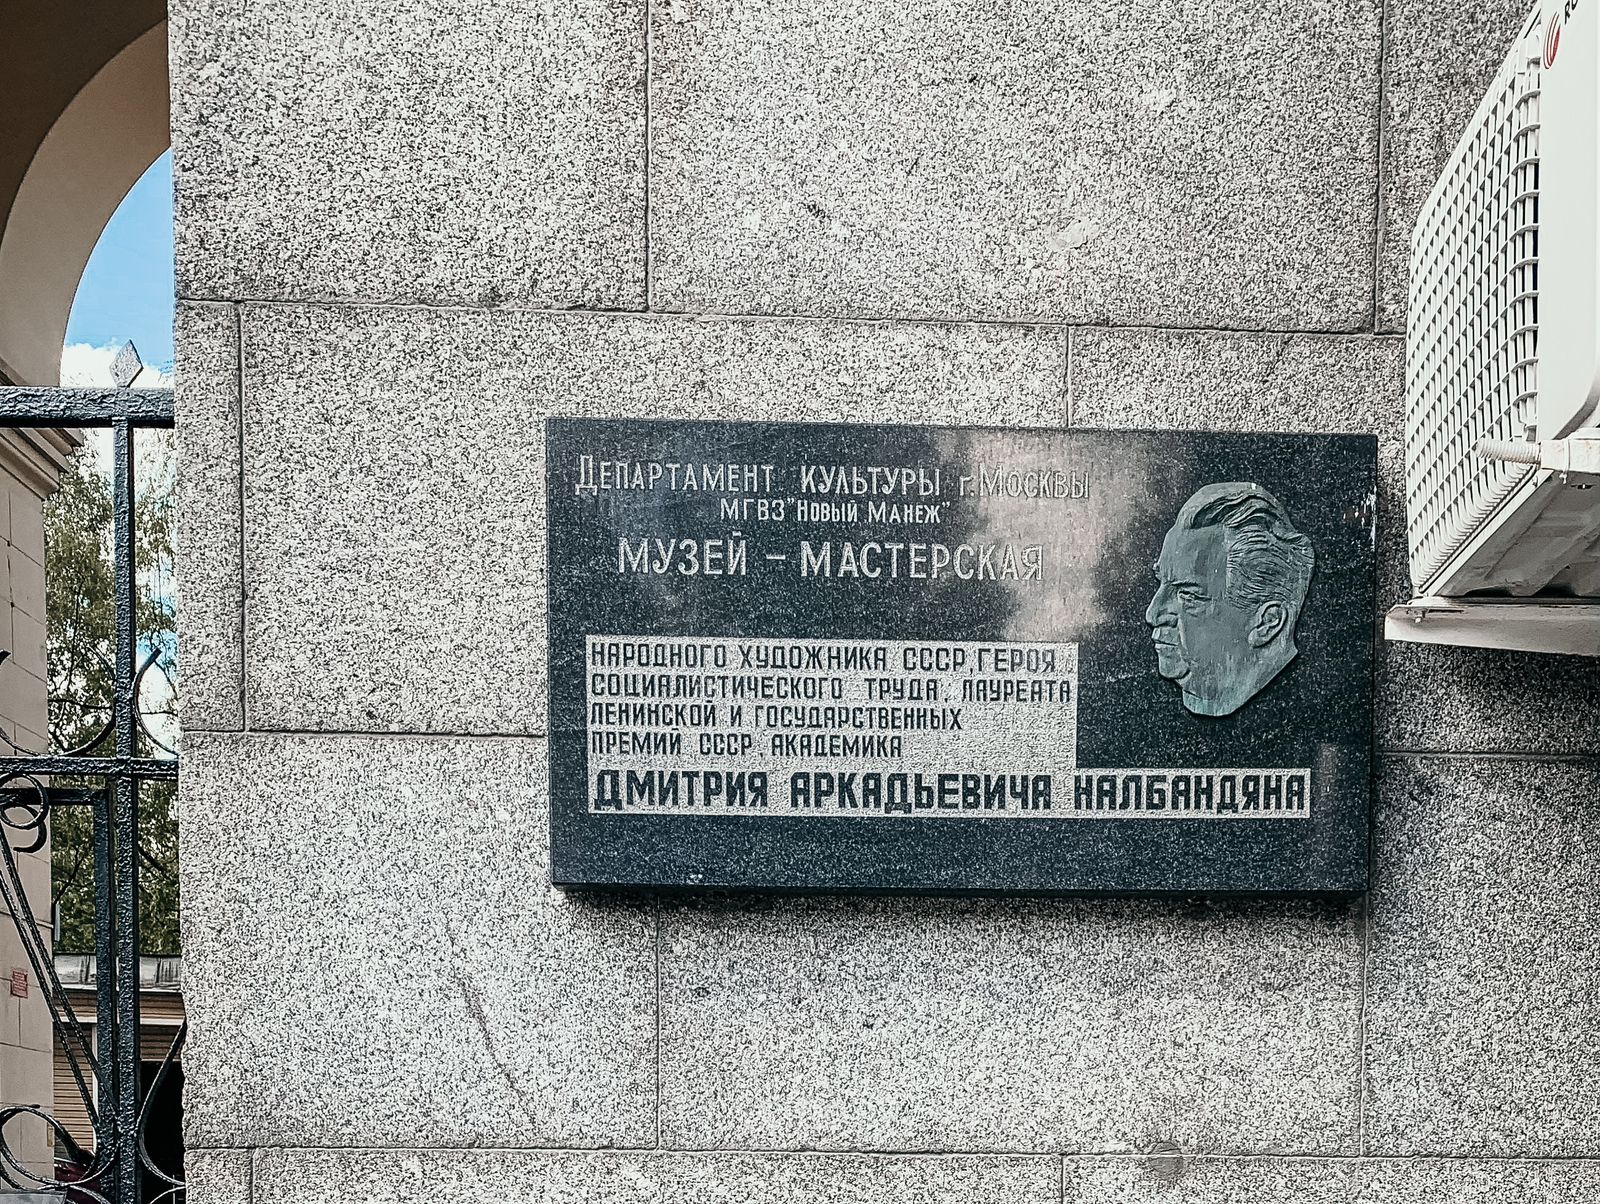 Департамент культуры г. Москвы
МГВЗ "Новый Манеж"
МУЗЕЙ – МАСТЕРСКАЯ
НАРОДНОГО ХУДОЖНИКА СССР, ГЕРОЯ
СОЦИАЛИСТИЧЕСКОГО ТРУДА, ЛАУРЕАТА
ЛЕНИНСКОЙ И ГОСУДАРСТВЕННЫХ
ПРЕМИЙ СССР, АКАДЕМИКА
ДМИТРИЯ АРКАДЬЕВИЧА НАЛБАНДЯНА